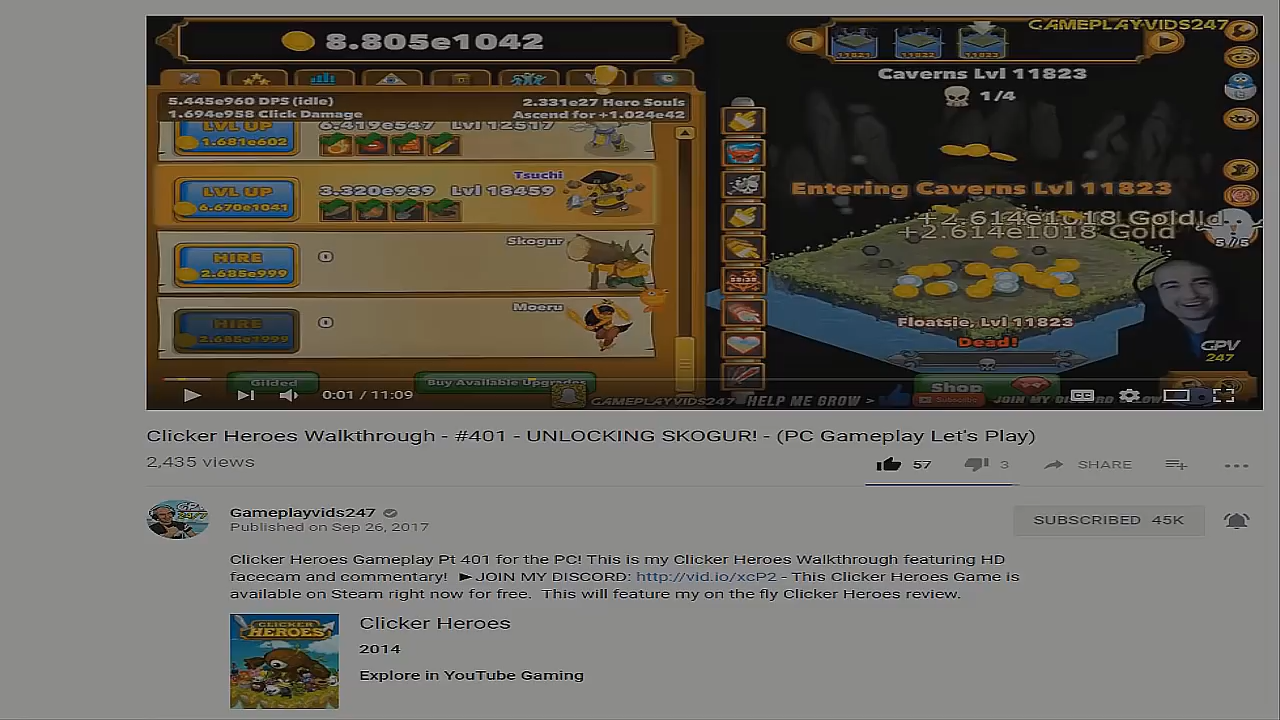 8.805e1042
GAMEPLAYVIDS247
11821 11822 11823
Caverns Lvl 11823
1/4
5.445e960 DPS (idle)
2.331e27 Hero Souls
1.694e958 Click Damage
Ascend for +1.024e42
LVL UP
1.681e602
6.419e547 Lvl 12517
Tsuchi
LVL UP
6.670e1041
3.320e939 Lvl 18459
Entering Caverns Lvl 11823
+2.614e1018 Gold
+2.614e1018 Gold
5/5
Skogur
HIRE
2.685e999
0
Moeru
HIRE
2.685e1999
0
Floatsie, Lvl 11823
Dead!
GPV
247
Gilded
Buy Available Upgrades
Shop
0:01 / 11:09
GAMEPLAYVIDS247
HELP ME GROW >
Subscribe
JOIN MY DISCORD
CC
Clicker Heroes Walkthrough - #401 - UNLOCKING SKOGUR! - (PC Gameplay Let's Play)
2,435 views
57
3
SHARE
Gameplayvids247
Published on Sep 26, 2017
SUBSCRIBED 45K
Clicker Heroes Gameplay Pt 401 for the PC! This is my Clicker Heroes Walkthrough featuring HD
facecam and commentary! ►JOIN MY DISCORD: http://vid.io/xcP2 - This Clicker Heroes Game is
available on Steam right now for free. This will feature my on the fly Clicker Heroes review.
CLICKER
HEROES
Clicker Heroes
2014
Explore in YouTube Gaming